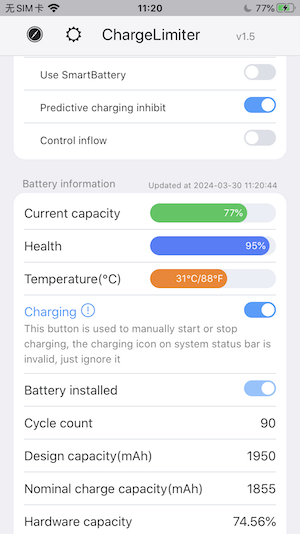 无SIM卡 11:20 77%
ChargeLimiter v1.5
Use SmartBattery
Predictive charging inhibit
Control inflow
Battery information Updated at 2024-03-30 11:20:44
Current capacity 77%
Health 95%
Temperature(°C) 31°C/88°F
Charging
This button is used to manually start or stop
charging, the charging icon on system status bar is
invalid, just ignore it
Battery installed
Cycle count 90
Design capacity(mAh) 1950
Nominal charge capacity(mAh) 1855
Hardware capacity 74.56%